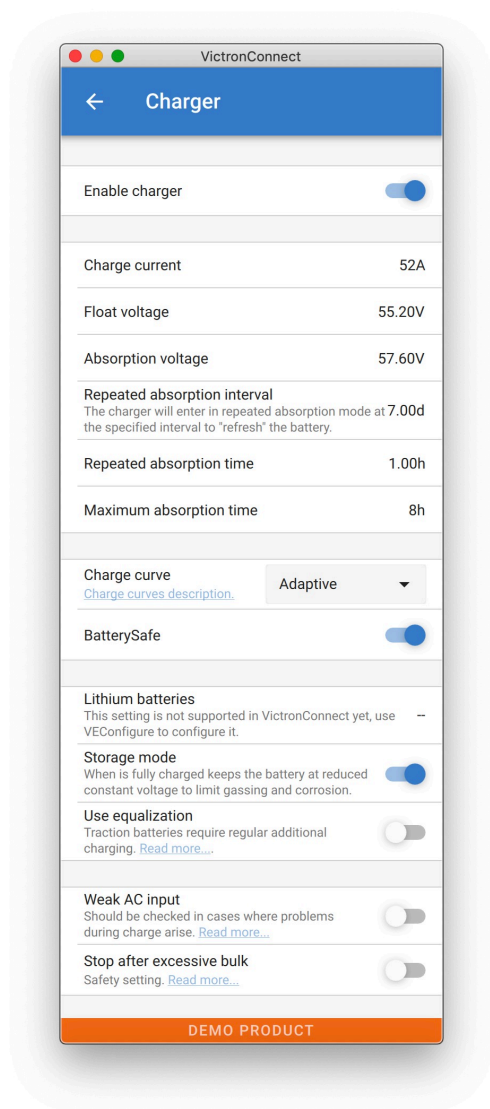 VictronConnect
Charger
Enable charger
Charge current 52A
Float voltage 55.20V
Absorption voltage 57.60V
Repeated absorption interval
The charger will enter in repeated absorption mode at 7.00d
the specified interval to "refresh" the battery.
Repeated absorption time 1.00h
Maximum absorption time 8h
Charge curve
Charge curves description.
Adaptive
BatterySafe
Lithium batteries
This setting is not supported in VictronConnect yet, use --
VEConfigure to configure it.
Storage mode
When is fully charged keeps the battery at reduced
constant voltage to limit gassing and corrosion.
Use equalization
Traction batteries require regular additional
charging. Read more....
Weak AC input
Should be checked in cases where problems
during charge arise. Read more...
Stop after excessive bulk
Safety setting. Read more...
DEMO PRODUCT